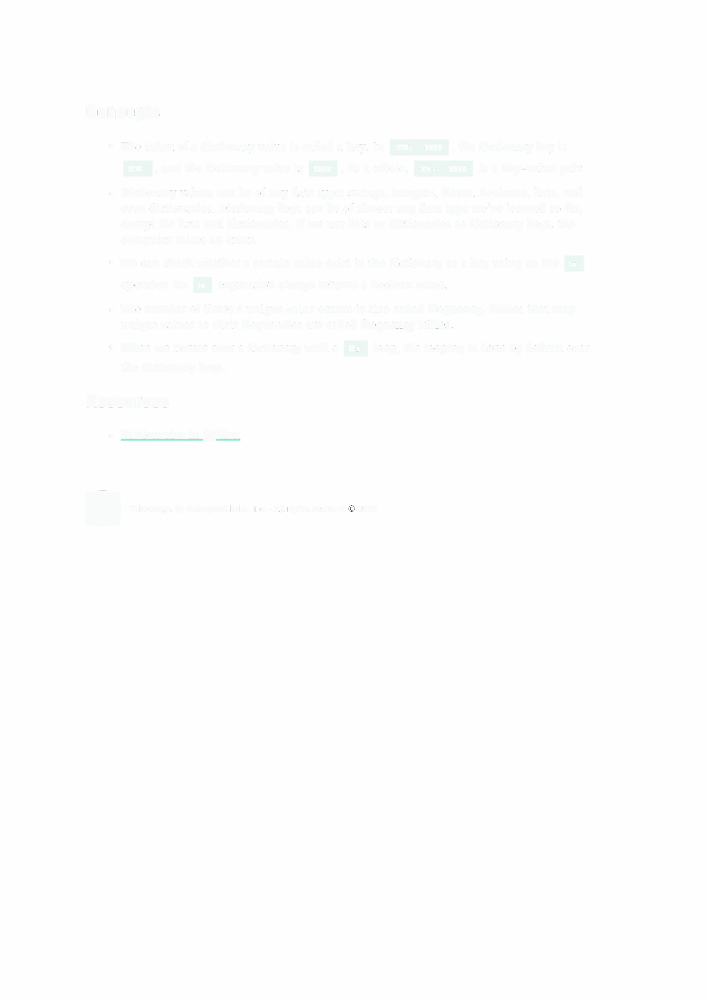 Concepts
The index of a dictionary value is called a key. In , the dictionary key is
, and the dictionary value is . As a whole, is a key–value pair.
Dictionary values can be of any data type: strings, integers, floats, Booleans, lists, and
even dictionaries. Dictionary keys can be of almost any data type we've learned so far,
except for lists and dictionaries. If we use lists or dictionaries as dictionary keys, the
computer raises an error.
We can check whether a certain value exist in the dictionary as a key using an the in
operator. An in expression always returns a Boolean value.
The number of times a unique value occurs is also called frequency. Tables that map
unique values to their frequencies are called frequency tables.
When we iterate over a dictionary with a for loop, the looping is done by default over
the dictionary keys.
Resources
Dictionaries in Python
Takeaways by Dataquest Labs, Inc. - All rights reserved ©